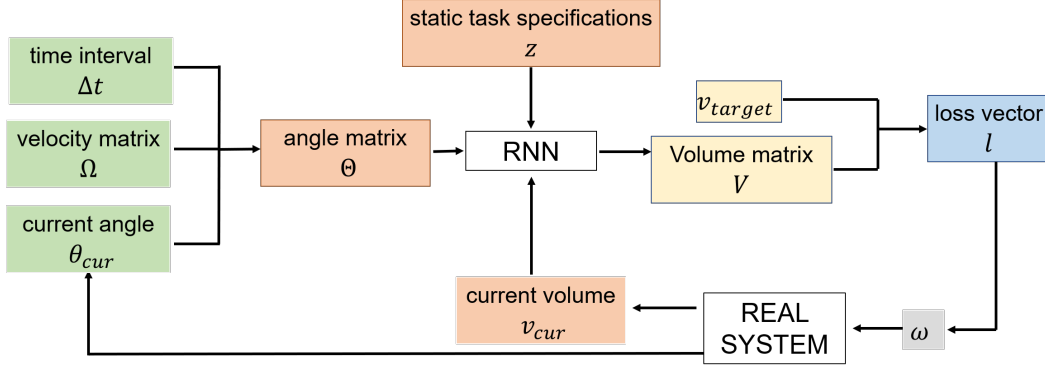 static task specifications
z
time interval
Δt
velocity matrix
Ω
current angle
θ_cur
angle matrix
Θ
RNN
v_target
Volume matrix
V
loss vector
l
current volume
v_cur
REAL
SYSTEM
ω